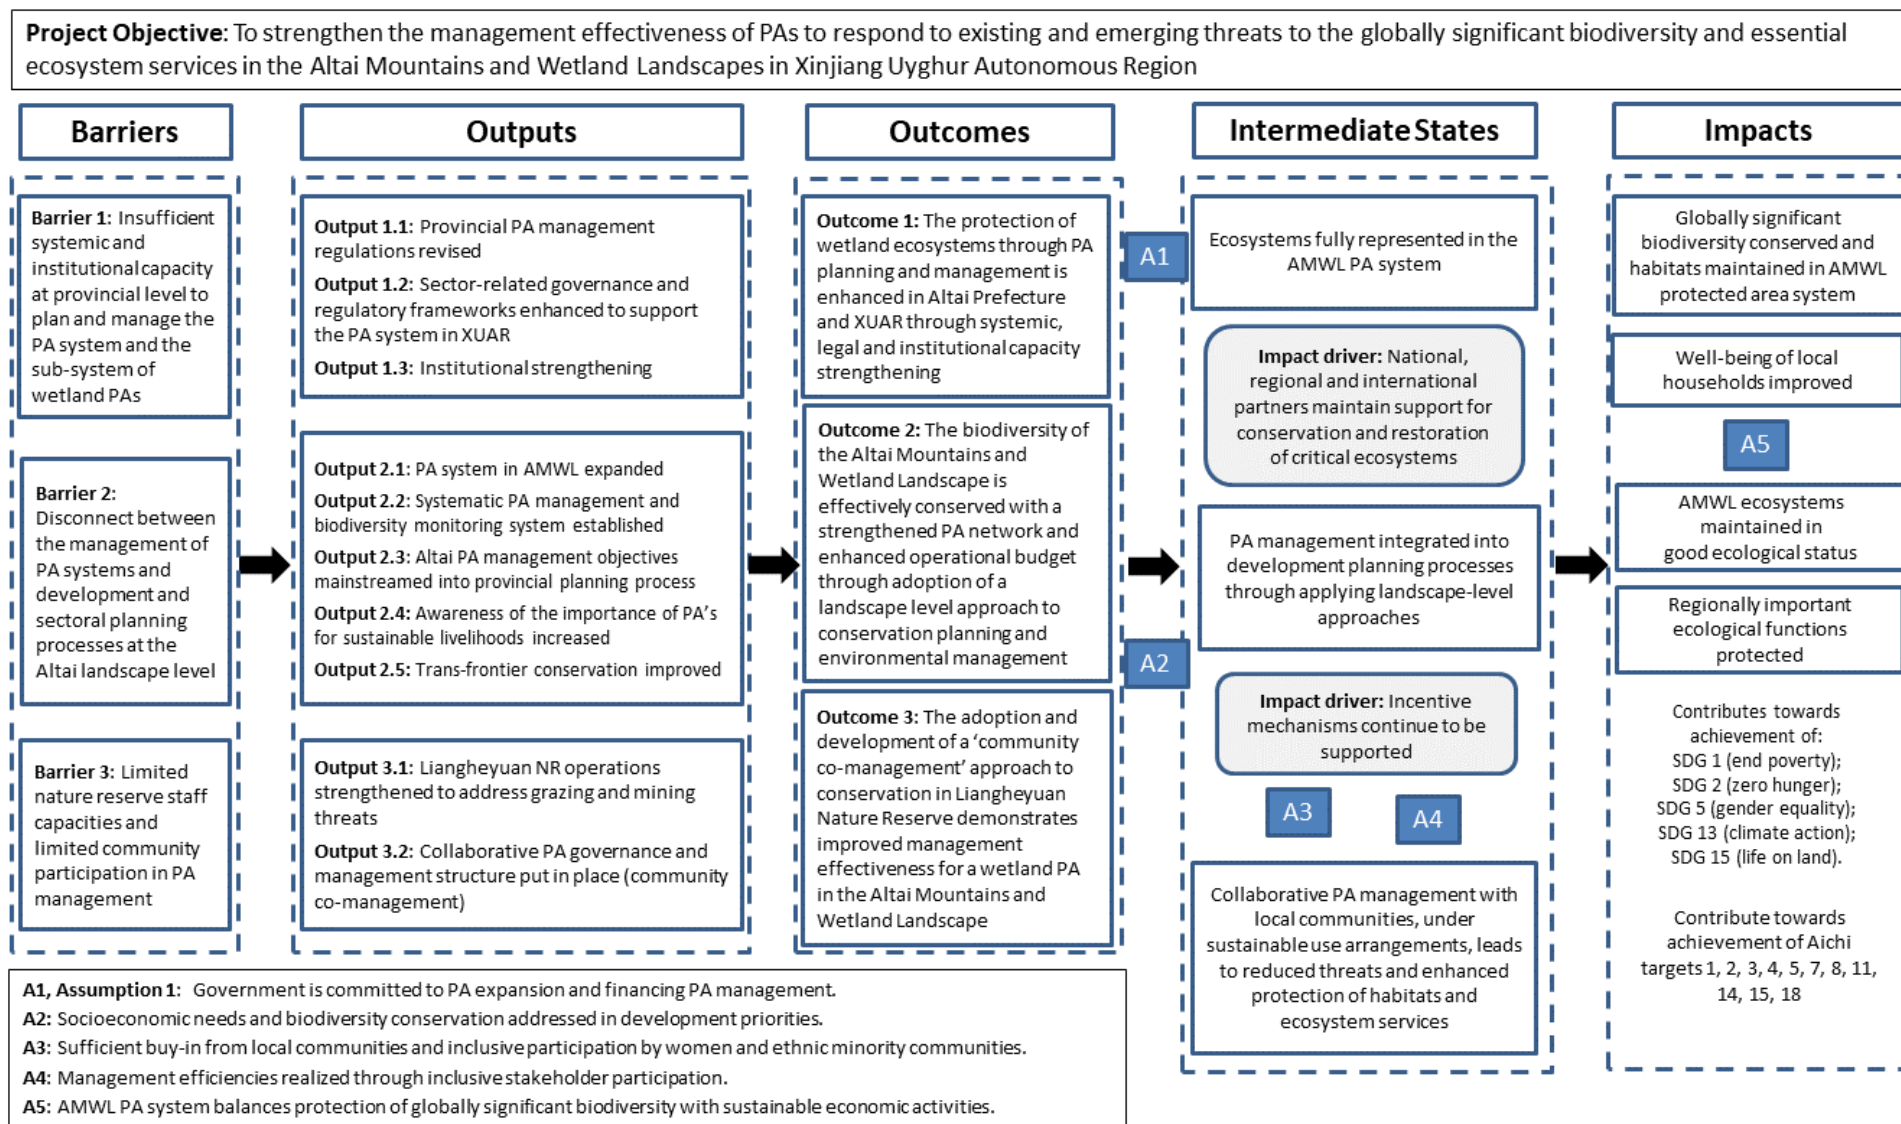 Project Objective: To strengthen the management effectiveness of PAs to respond to existing and emerging threats to the globally significant biodiversity and essential
ecosystem services in the Altai Mountains and Wetland Landscapes in Xinjiang Uyghur Autonomous Region
Barriers
Barrier 1: Insufficient
systemic and
institutional capacity
at provincial level to
plan and manage the
PA system and the
sub-system of
wetland PAs
Barrier 2:
Disconnect between
the management of
PA systems and
development and
sectoral planning
processes at the
Altai landscape level
Barrier 3: Limited
nature reserve staff
capacities and
limited community
participation in PA
management
Outputs
Output 1.1: Provincial PA management
regulations revised
Output 1.2: Sector-related governance and
regulatory frameworks enhanced to support
the PA system in XUAR
Output 1.3: Institutional strengthening
Output 2.1: PA system in AMWL expanded
Output 2.2: Systematic PA management and
biodiversity monitoring system established
Output 2.3: Altai PA management objectives
mainstreamed into provincial planning process
Output 2.4: Awareness of the importance of PA's
for sustainable livelihoods increased
Output 2.5: Trans-frontier conservation improved
Output 3.1: Liangheyuan NR operations
strengthened to address grazing and mining
threats
Output 3.2: Collaborative PA governance and
management structure put in place (community
co-management)
Outcomes
Outcome 1: The protection of
wetland ecosystems through PA
planning and management is
enhanced in Altai Prefecture
and XUAR through systemic,
legal and institutional capacity
strengthening
Outcome 2: The biodiversity of
the Altai Mountains and
Wetland Landscape is
effectively conserved with a
strengthened PA network and
enhanced operational budget
through adoption of a
landscape level approach to
conservation planning and
environmental management
Outcome 3: The adoption and
development of a 'community
co-management' approach to
conservation in Liangheyuan
Nature Reserve demonstrates
improved management
effectiveness for a wetland PA
in the Altai Mountains and
Wetland Landscape
A1
A2
Intermediate States
Ecosystems fully represented in the
AMWL PA system
Impact driver: National,
regional and international
partners maintain support for
conservation and restoration
of critical ecosystems
PA management integrated into
development planning processes
through applying landscape-level
approaches
Impact driver: Incentive
mechanisms continue to be
supported
A3
A4
Collaborative PA management with
local communities, under
sustainable use arrangements, leads
to reduced threats and enhanced
protection of habitats and
ecosystem services
Impacts
Globally significant
biodiversity conserved and
habitats maintained in AMWL
protected area system
Well-being of local
households improved
A5
AMWL ecosystems
maintained in
good ecological status
Regionally important
ecological functions
protected
Contributes towards
achievement of:
SDG 1 (end poverty);
SDG 2 (zero hunger);
SDG 5 (gender equality);
SDG 13 (climate action);
SDG 15 (life on land).
Contribute towards
achievement of Aichi
targets 1, 2, 3, 4, 5, 7, 8, 11,
14, 15, 18
A1, Assumption 1: Government is committed to PA expansion and financing PA management.
A2: Socioeconomic needs and biodiversity conservation addressed in development priorities.
A3: Sufficient buy-in from local communities and inclusive participation by women and ethnic minority communities.
A4: Management efficiencies realized through inclusive stakeholder participation.
A5: AMWL PA system balances protection of globally significant biodiversity with sustainable economic activities.